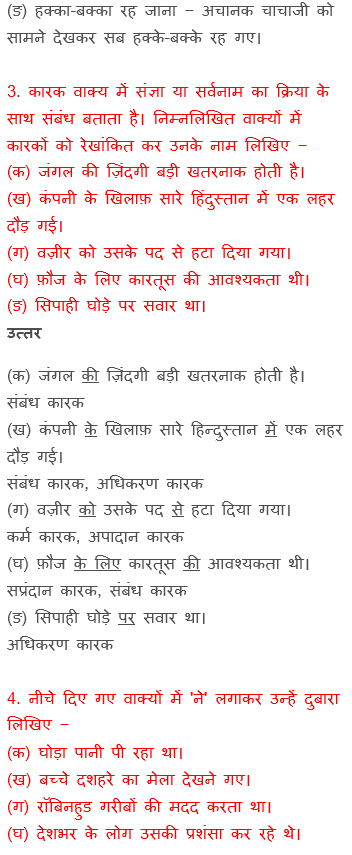 (ङ) हक्का-बक्का रह जाना – अचानक चाचाजी को
सामने देखकर सब हक्के-बक्के रह गए।
3. कारक वाक्य में संज्ञा या सर्वनाम का क्रिया के
साथ संबंध बताता है। निम्नलिखित वाक्यों में
कारकों को रेखांकित कर उनके नाम लिखिए –
(क) जंगल की ज़िंदगी बड़ी खतरनाक होती है।
(ख) कंपनी के खिलाफ़ सारे हिंदुस्तान में एक लहर
दौड़ गई।
(ग) वज़ीर को उसके पद से हटा दिया गया।
(घ) फ़ौज के लिए कारतूस की आवश्यकता थी।
(ङ) सिपाही घोड़े पर सवार था।
उत्तर
(क) जंगल की ज़िंदगी बड़ी खतरनाक होती है।
संबंध कारक
(ख) कंपनी के खिलाफ़ सारे हिन्दुस्तान में एक लहर
दौड़ गई।
संबंध कारक, अधिकरण कारक
(ग) वज़ीर को उसके पद से हटा दिया गया।
कर्म कारक, अपादान कारक
(घ) फ़ौज के लिए कारतूस की आवश्यकता थी।
सप्रंदान कारक, संबंध कारक
(ङ) सिपाही घोड़े पर सवार था।
अधिकरण कारक
4. नीचे दिए गए वाक्यों में 'ने' लगाकर उन्हें दुबारा
लिखिए –
(क) घोड़ा पानी पी रहा था।
(ख) बच्चे दशहरे का मेला देखने गए।
(ग) रॉबिनहुड गरीबों की मदद करता था।
(घ) देशभर के लोग उसकी प्रशंसा कर रहे थे।